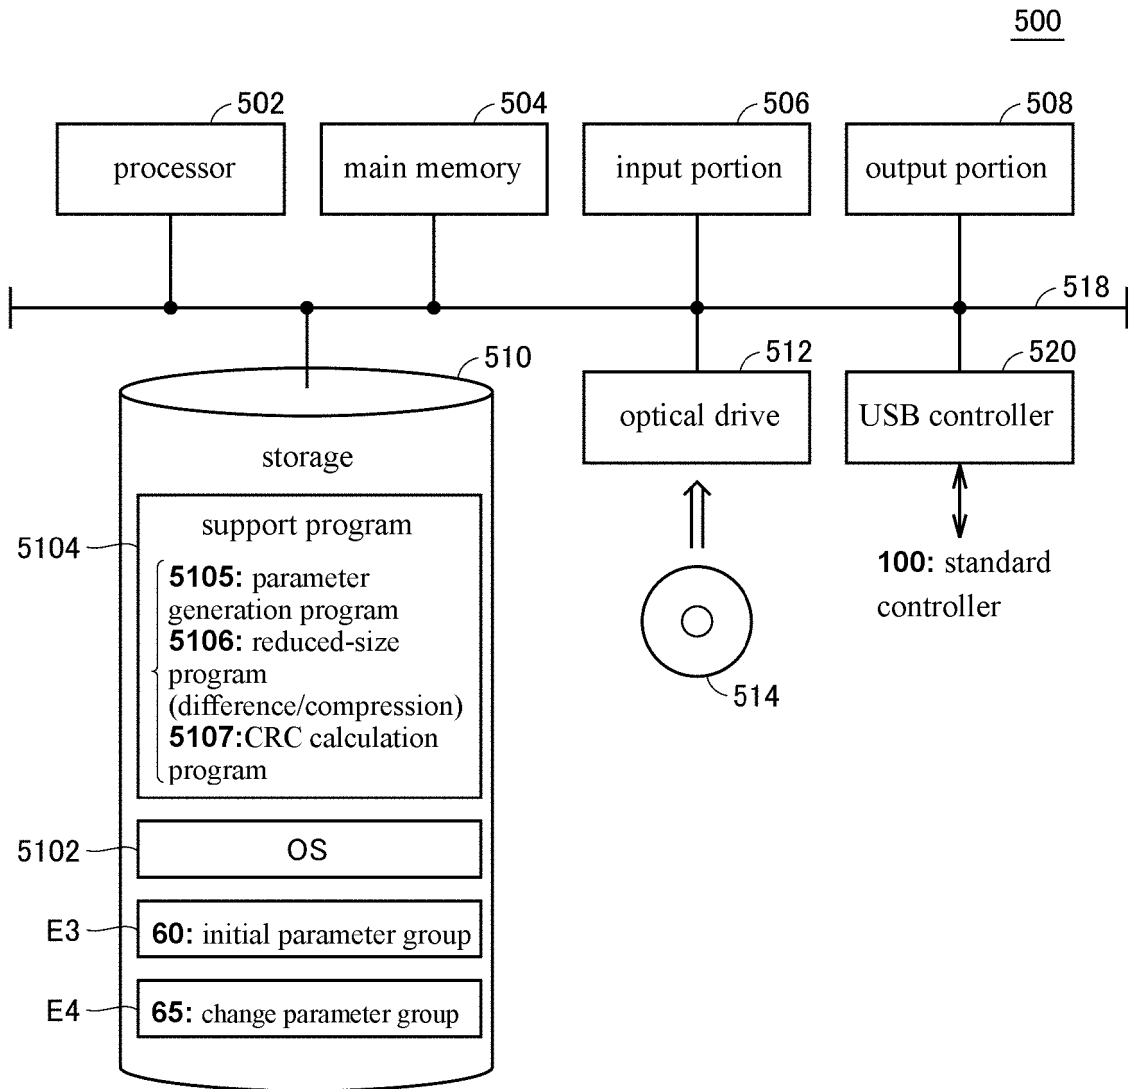 500
502
504
506
508
processor
main memory
input portion
output portion
518
510
512
520
storage
optical drive
USB controller
support program
5104
5105: parameter
generation program
5106: reduced-size
program
(difference/compression)
5107:CRC calculation
program
100: standard
controller
514
5102
OS
E3
60: initial parameter group
E4
65: change parameter group